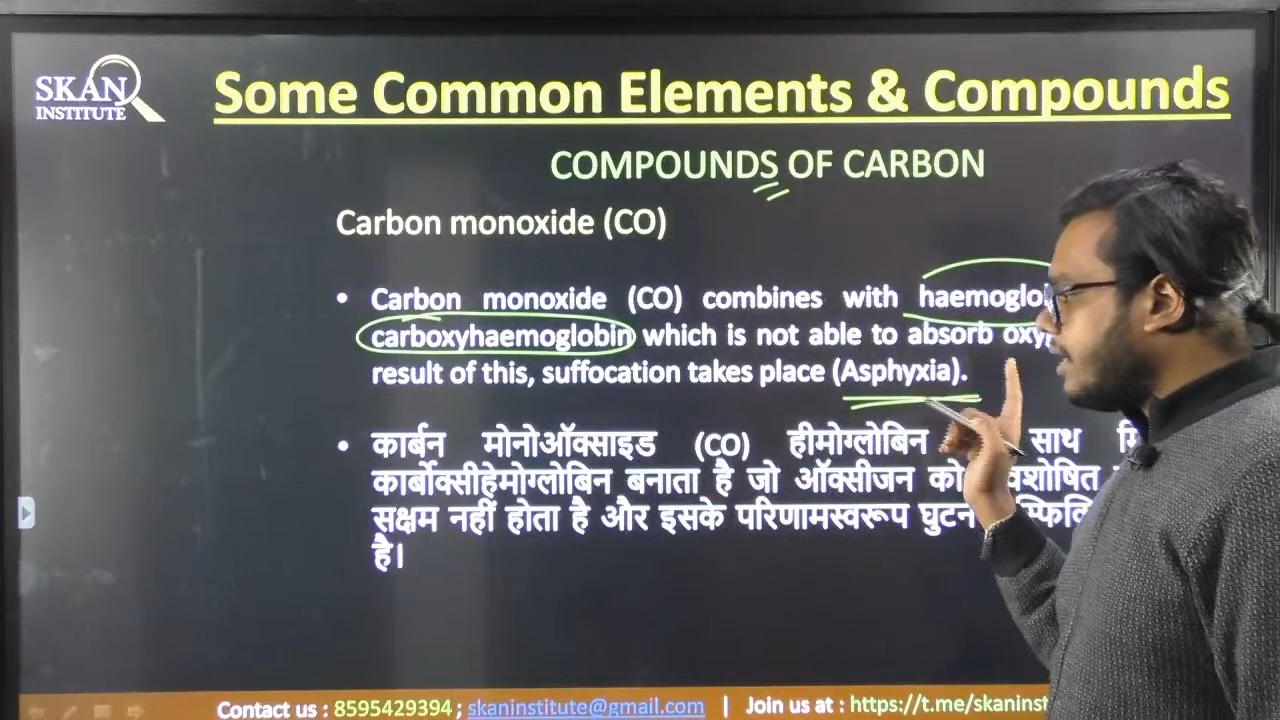 SKAN
INSTITUTE
Some Common Elements & Compounds
COMPOUNDS OF CARBON
Carbon monoxide (CO)
• Carbon monoxide (CO) combines with
carboxyhaemoglobin which is not able to absorb
result of this, suffocation takes place (Asphyxia).
• कार्बन मोनोऑक्साइड (CO) हीमोग्लोबिन साथ
कार्बोक्सीहेमोग्लोबिन बनाता है जो ऑक्सीजन को
सक्षम नहीं होता है और इसके परिणामस्वरूप घुटन
है।
Contact us : 8595429394 ; skaninstitute@gmail.com | Join us at : https://t.me/skaninst